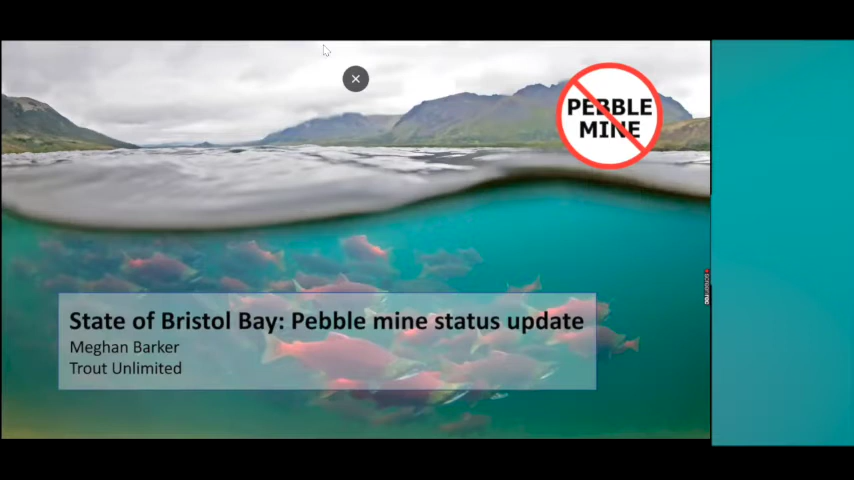 PEBBLE
MINE
State of Bristol Bay: Pebble mine status update
Meghan Barker
Trout Unlimited